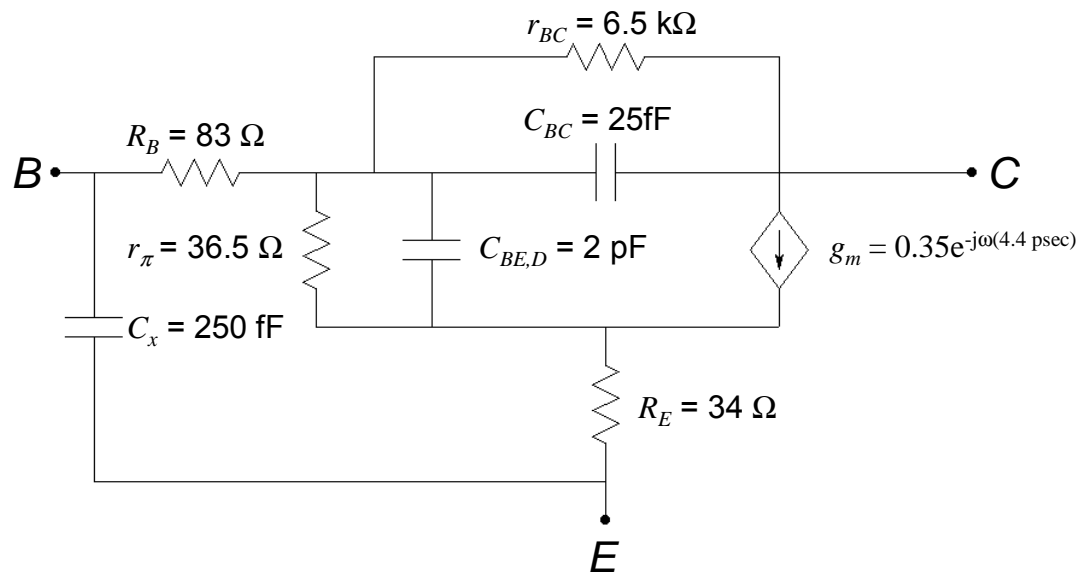 r_BC = 6.5 kΩ
C_BC = 25fF
R_B = 83 Ω
B
C
r_π = 36.5 Ω
C_BE,D = 2 pF
g_m = 0.35e^-jω(4.4 psec)
C_x = 250 fF
R_E = 34 Ω
E